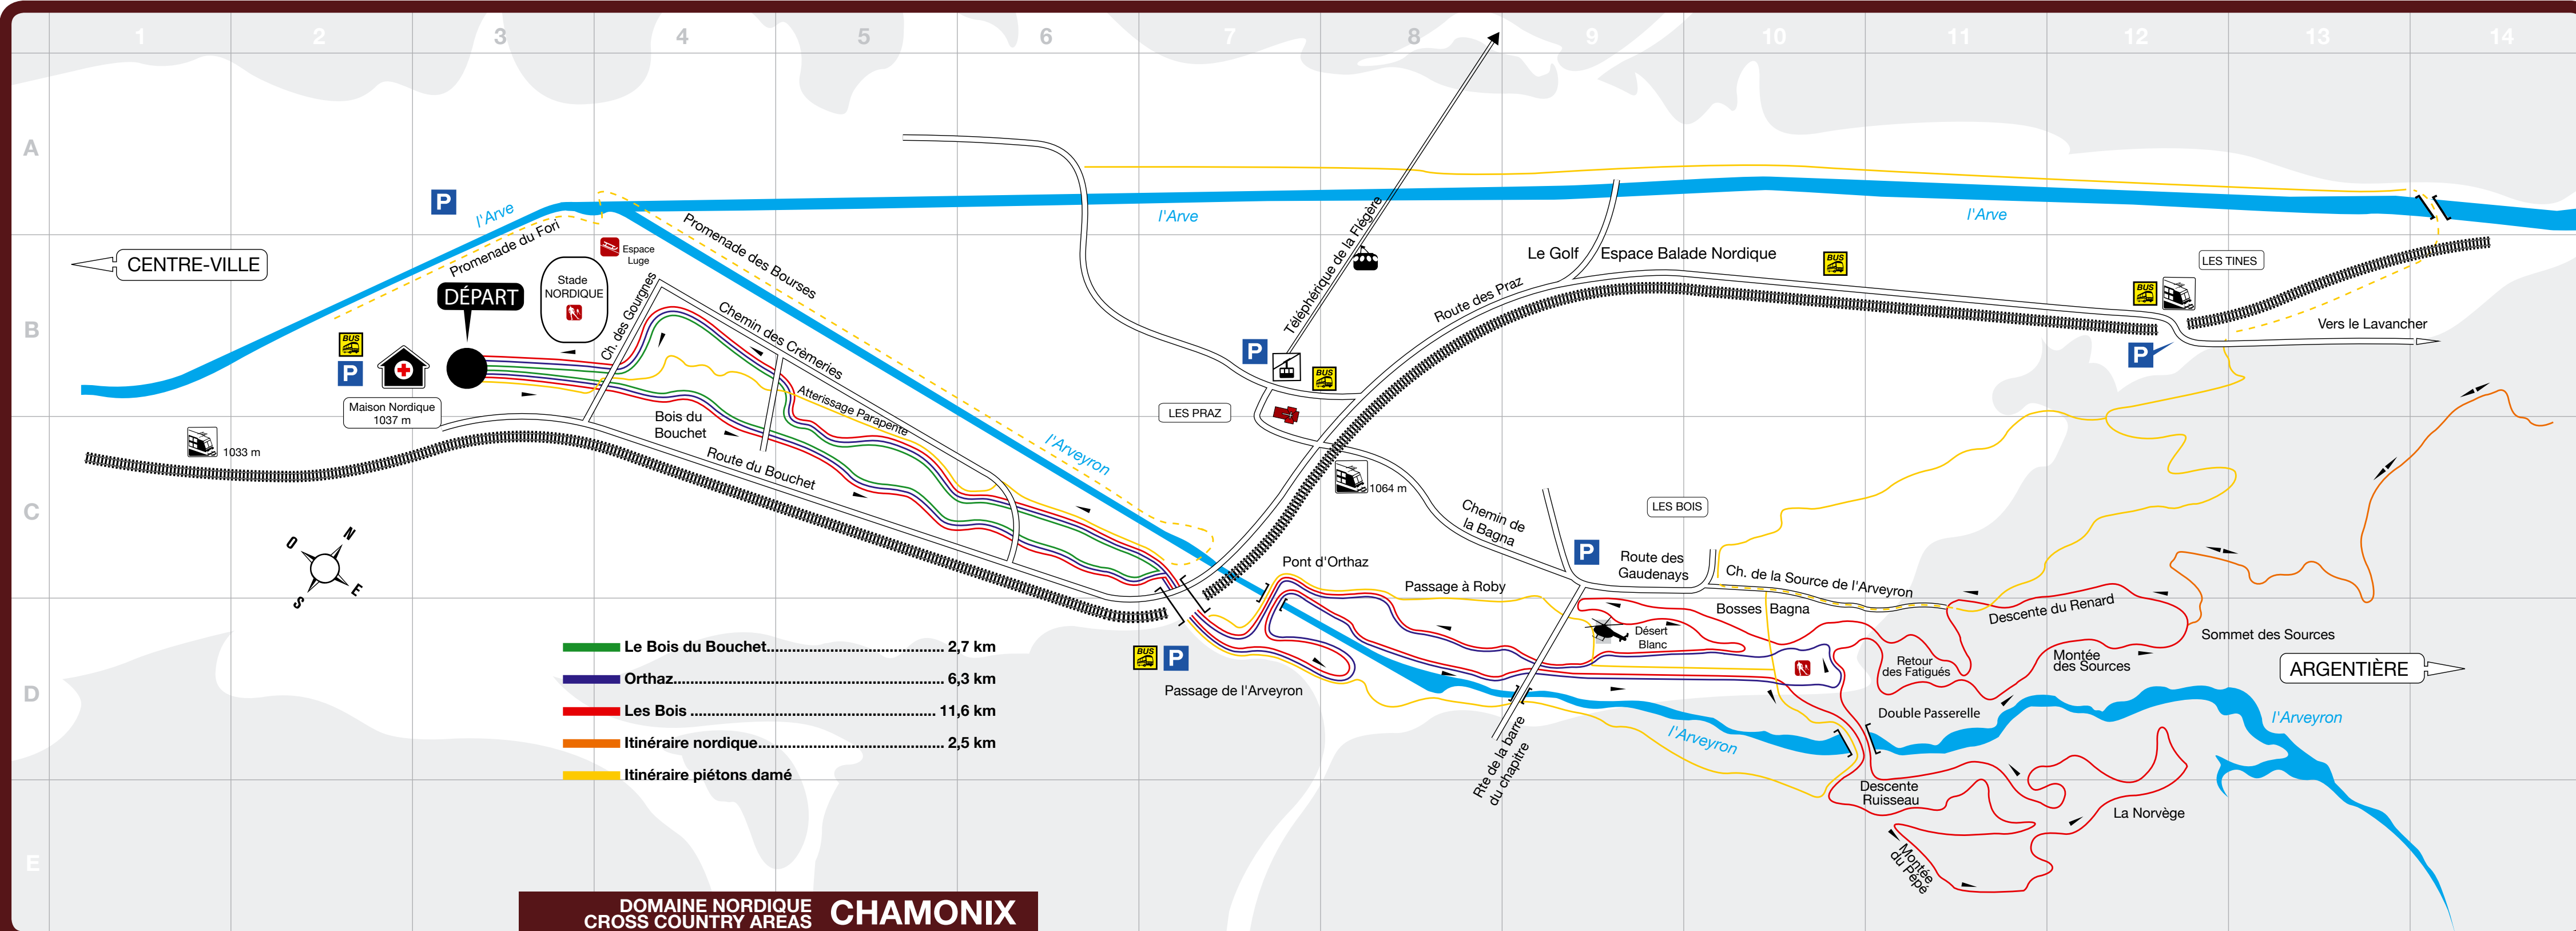 1 2 3 4 5 6 7 8 9 10 11 12 13 14
A
B
C
D
E
CENTRE-VILLE
P
l'Arve
Promenade du Fori
DÉPART
Stade
NORDIQUE
Espace
Luge
BUS
P
Maison Nordique
1037 m
1033 m
N
O
E
S
Ch. des Gourgnes
Promenade des Bourses
Chemin des Crèmeries
Atterissage Parapente
Bois du
Bouchet
Route du Bouchet
l'Arveyron
l'Arve
Téléphérique de la Flégère
P
BUS
LES PRAZ
1064 m
Route des Praz
Le Golf
Espace Balade Nordique
BUS
l'Arve
LES TINES
BUS
P
Vers le Lavancher
Chemin de
la Bagna
LES BOIS
P
Route des
Gaudenays
Ch. de la Source de l'Arveyron
Pont d'Orthaz
Passage à Roby
Bosses Bagna
Désert
Blanc
Descente du Renard
Sommet des Sources
Montée
des Sources
Retour
des Fatigués
ARGENTIÈRE
BUS
P
Passage de l'Arveyron
Double Passerelle
l'Arveyron
l'Arveyron
Rte de la barre
du chapitre
Descente
Ruisseau
La Norvège
Montée
du Pépé
Le Bois du Bouchet........................................ 2,7 km
Orthaz............................................................. 6,3 km
Les Bois ........................................................ 11,6 km
Itinéraire nordique.......................................... 2,5 km
Itinéraire piétons damé
DOMAINE NORDIQUE
CROSS COUNTRY AREAS
CHAMONIX